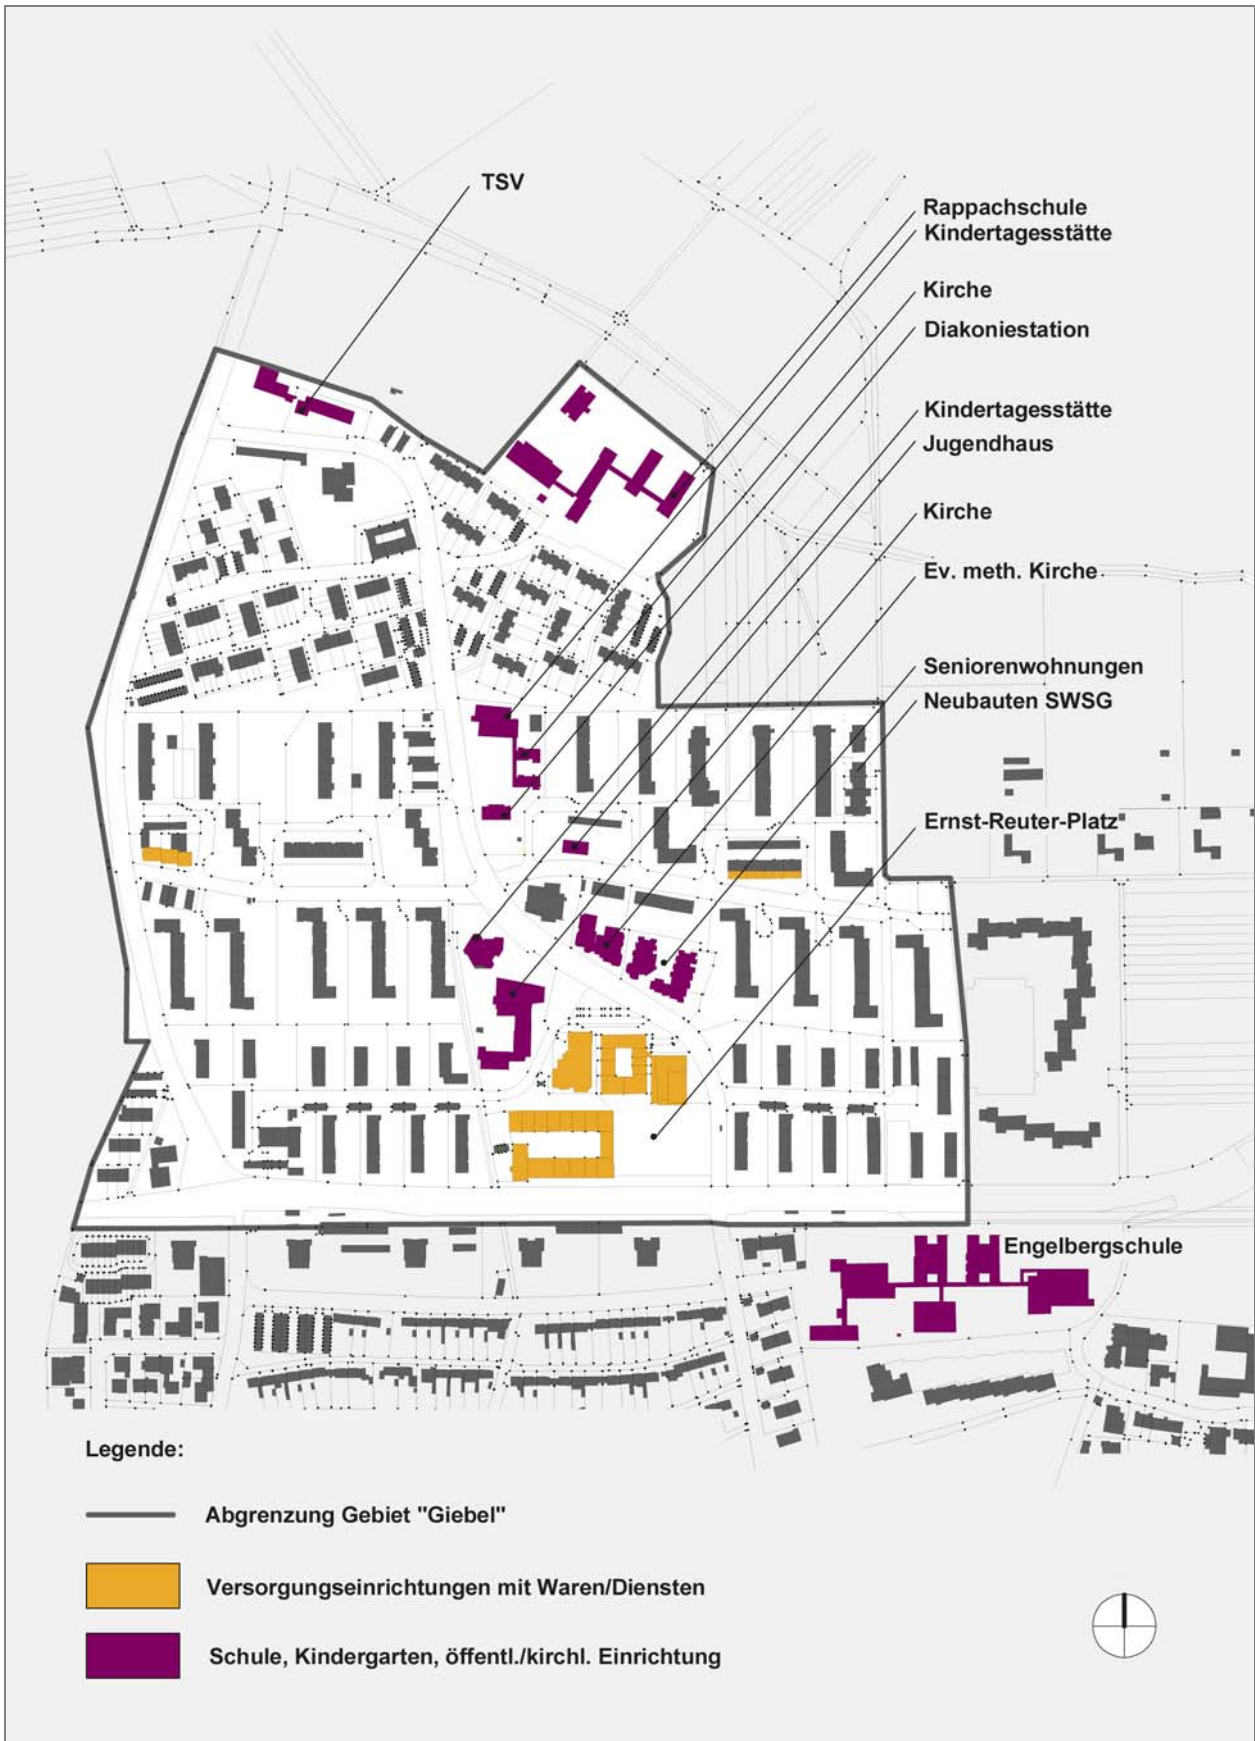 TSV
Rappachschule
Kindertagesstätte
Kirche
Diakoniestation
Kindertagesstätte
Jugendhaus
Kirche
Ev. meth. Kirche
Seniorenwohnungen
Neubauten SWSG
Ernst-Reuter-Platz
Engelbergschule
Legende:
Abgrenzung Gebiet "Giebel"
Versorgungseinrichtungen mit Waren/Diensten
Schule, Kindergarten, öffentl./kirchl. Einrichtung